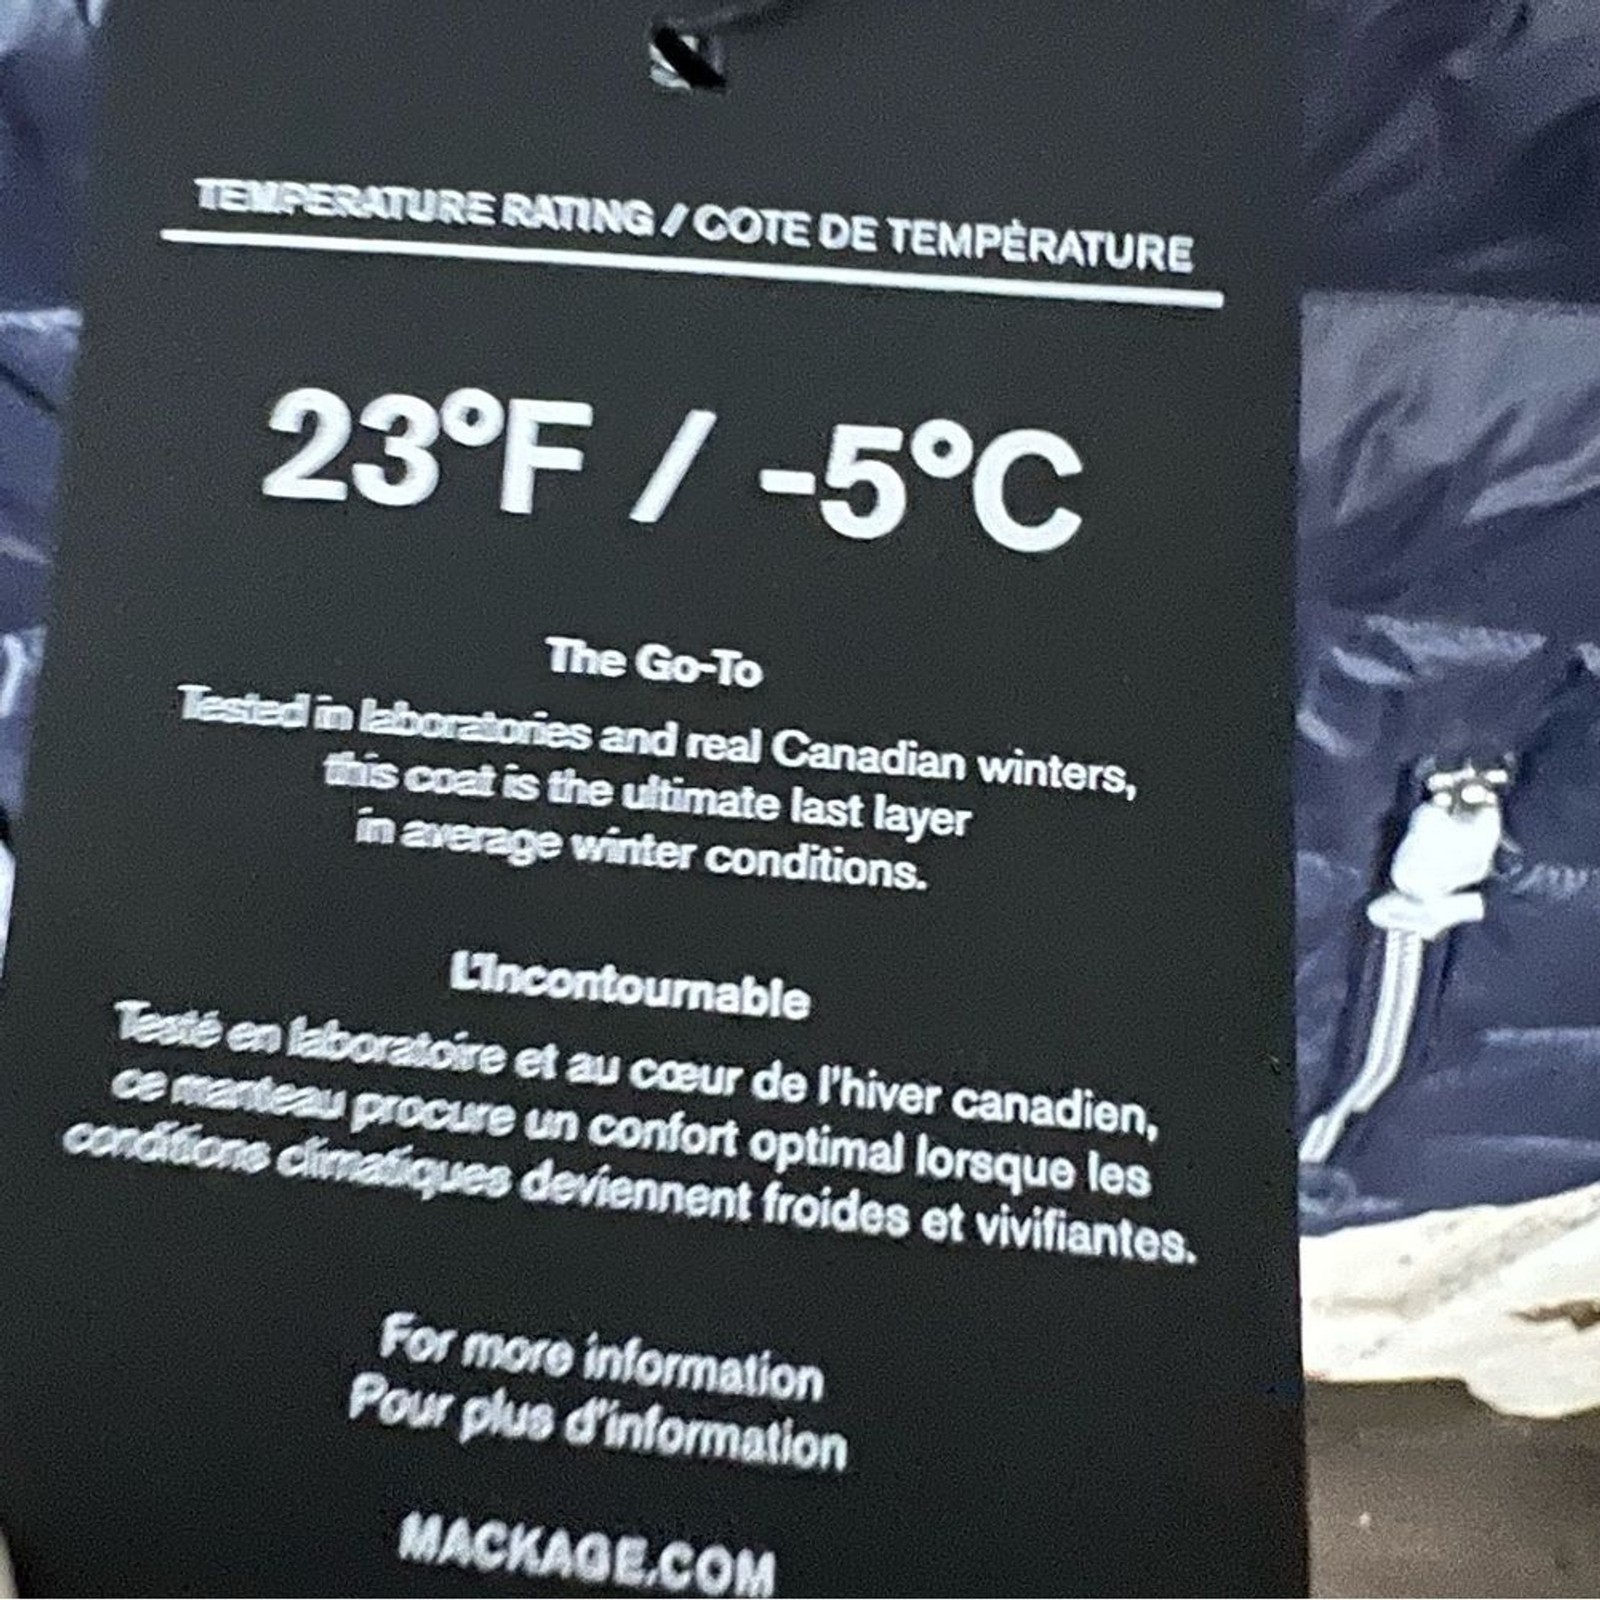 TEMPERATURE RATING / COTE DE TEMPÉRATURE
23°F / -5°C
The Go-To
Tested in laboratories and real Canadian winters,
this coat is the ultimate last layer
in average winter conditions.
L'Incontournable
Testé en laboratoire et au cœur de l'hiver canadien,
ce manteau procure un confort optimal lorsque les
conditions climatiques deviennent froides et vivifiantes.
For more information
Pour plus d'information
MACKAGE.COM